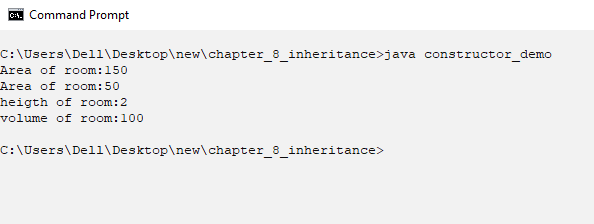 Command Prompt
C:\Users\Dell\Desktop\new\chapter_8_inheritance>java constructor_demo
Area of room:150
Area of room:50
heigth of room:2
volume of room:100
C:\Users\Dell\Desktop\new\chapter_8_inheritance>